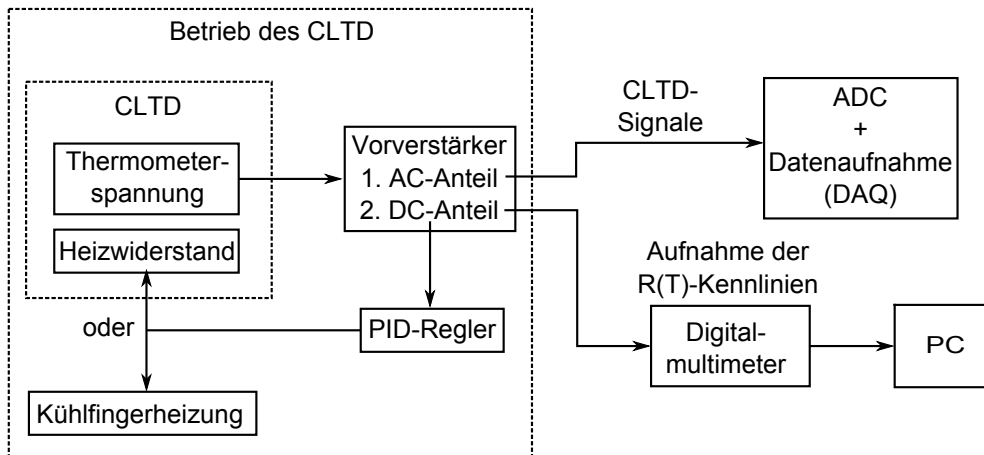 Betrieb des CLTD
CLTD
Thermometer-
spannung
Heizwiderstand
oder
Kühlfingerheizung
Vorverstärker
1. AC-Anteil
2. DC-Anteil
PID-Regler
CLTD-
Signale
ADC
+
Datenaufnahme
(DAQ)
Aufnahme der
R(T)-Kennlinien
Digital-
multimeter
PC